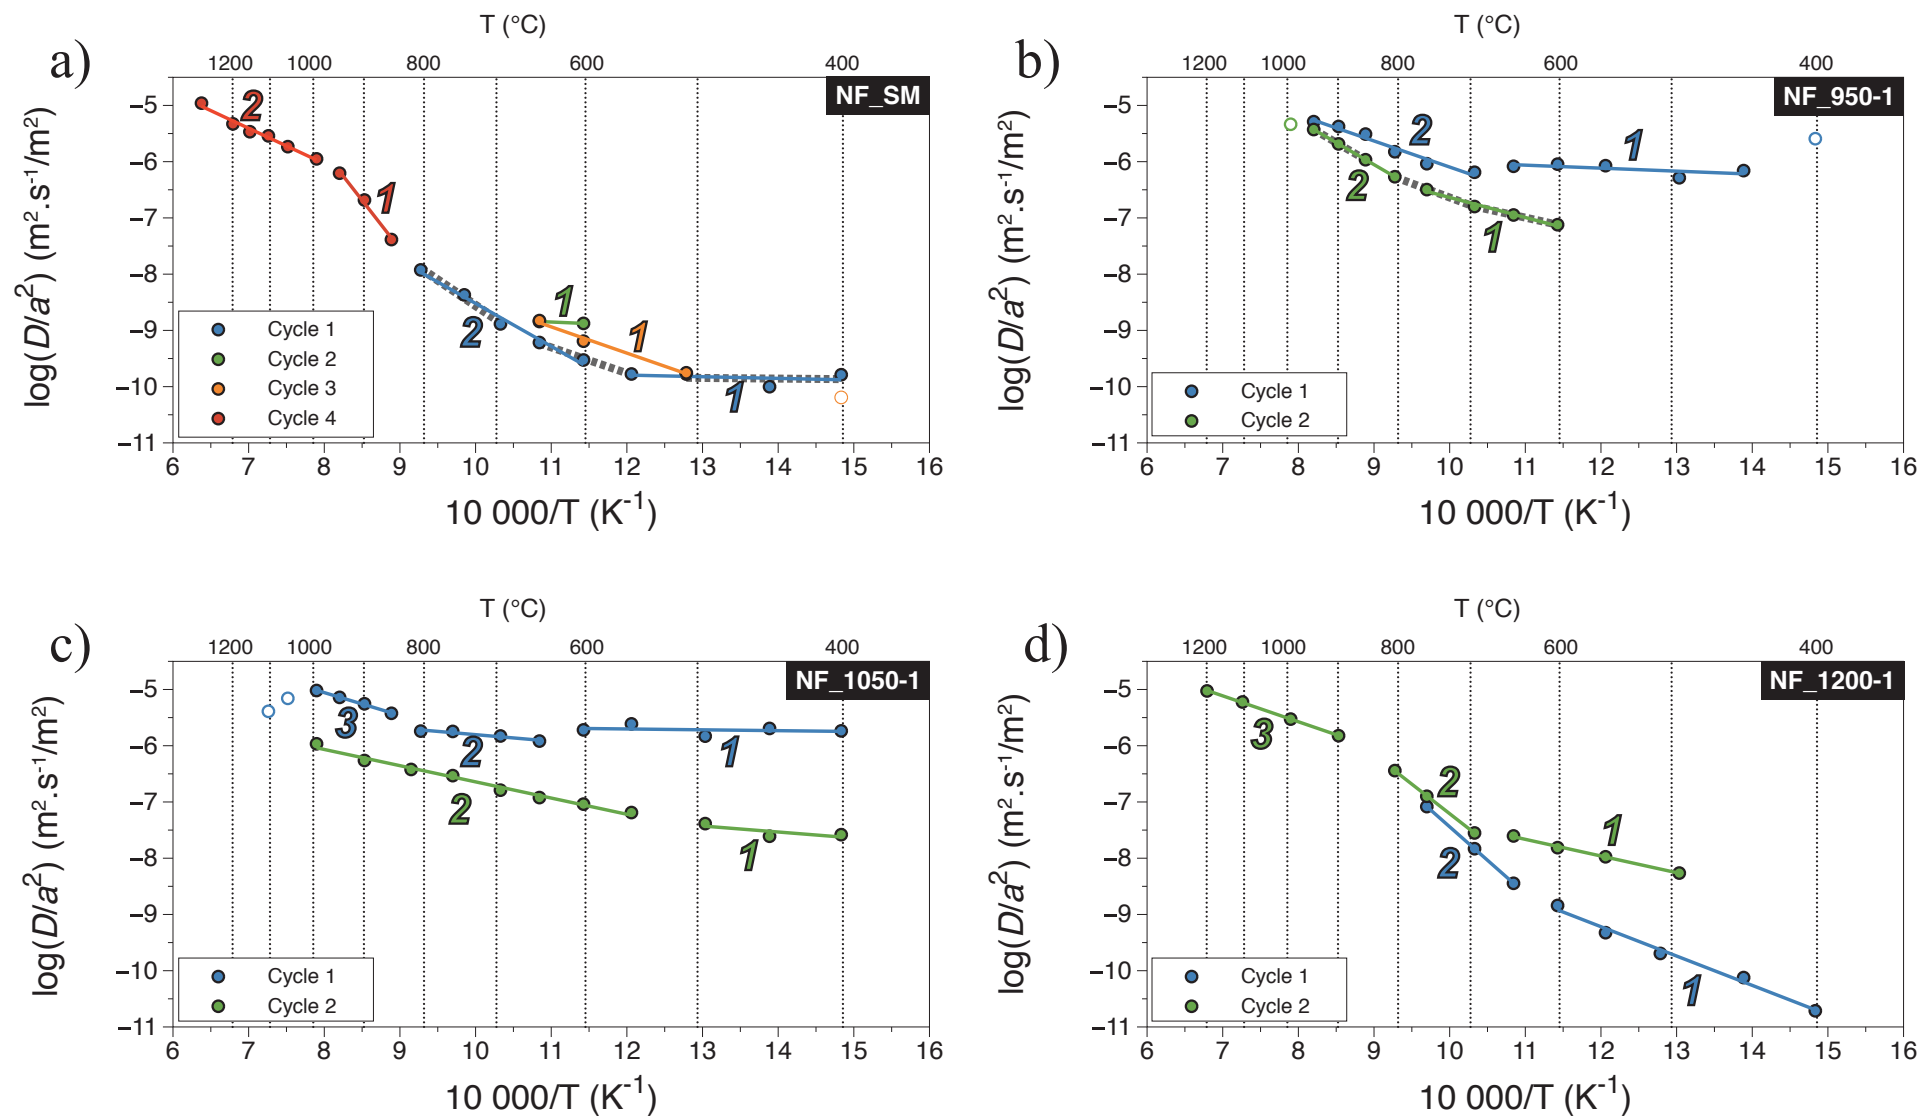 a)
T (°C)
1200 1000 800 600 400
NF_SM
log(D/a²) (m².s⁻¹/m²)
−5
−6
−7
−8
−9
−10
−11
2
1
2
1
1
1
Cycle 1
Cycle 2
Cycle 3
Cycle 4
6 7 8 9 10 11 12 13 14 15 16
10 000/T (K⁻¹)
b)
T (°C)
1200 1000 800 600 400
NF_950-1
log(D/a²) (m².s⁻¹/m²)
−5
−6
−7
−8
−9
−10
−11
2
1
2
1
Cycle 1
Cycle 2
6 7 8 9 10 11 12 13 14 15 16
10 000/T (K⁻¹)
c)
T (°C)
1200 1000 800 600 400
NF_1050-1
log(D/a²) (m².s⁻¹/m²)
−5
−6
−7
−8
−9
−10
−11
3
2
1
2
1
Cycle 1
Cycle 2
6 7 8 9 10 11 12 13 14 15 16
10 000/T (K⁻¹)
d)
T (°C)
1200 1000 800 600 400
NF_1200-1
log(D/a²) (m².s⁻¹/m²)
−5
−6
−7
−8
−9
−10
−11
3
2
1
2
1
Cycle 1
Cycle 2
6 7 8 9 10 11 12 13 14 15 16
10 000/T (K⁻¹)